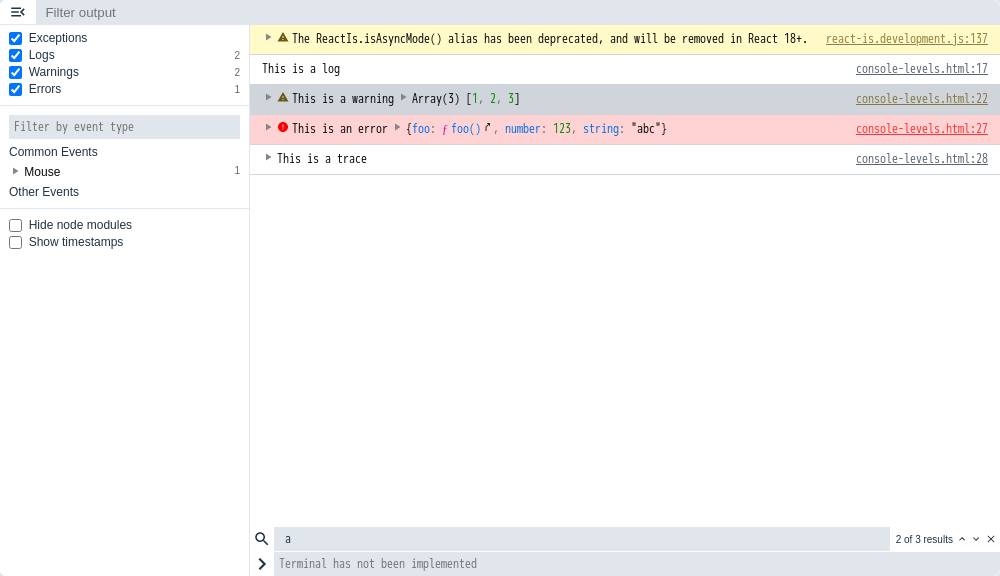 Filter output
Exceptions
Logs 2
Warnings 2
Errors 1
Filter by event type
Common Events
Mouse 1
Other Events
Hide node modules
Show timestamps
The ReactIs.isAsyncMode() alias has been deprecated, and will be removed in React 18+. react-is.development.js:137
This is a log console-levels.html:17
This is a warning Array(3) [1, 2, 3] console-levels.html:22
This is an error {foo: ƒ foo(), number: 123, string: "abc"} console-levels.html:27
This is a trace console-levels.html:28
a 2 of 3 results
Terminal has not been implemented